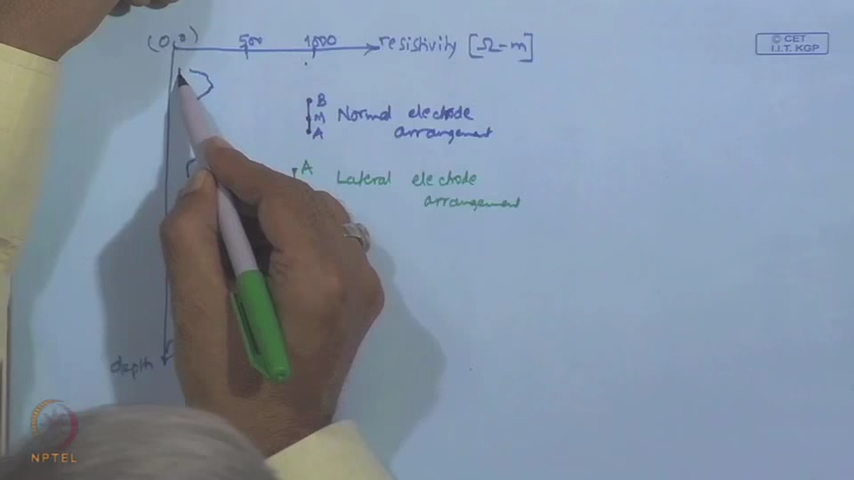 (0,0) 500 1000 resistivity [Ω-m]
© CET
I.I.T. KGP
B
M Normal electrode
A arrangement
A Lateral electrode
arrangement
depth
NPTEL